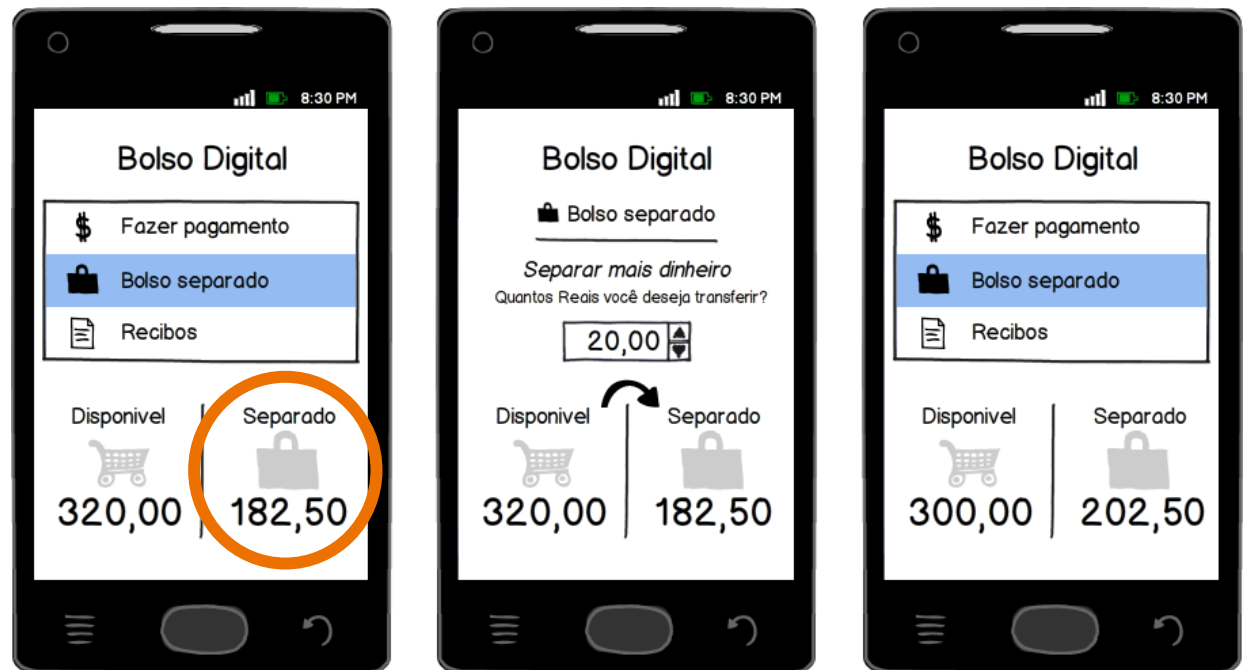 8:30 PM
Bolso Digital
$ Fazer pagamento
Bolso separado
Recibos
Disponivel Separado
320,00 182,50
8:30 PM
Bolso Digital
Bolso separado
Separar mais dinheiro
Quantos Reais você deseja transferir?
20,00
Disponivel Separado
320,00 182,50
8:30 PM
Bolso Digital
$ Fazer pagamento
Bolso separado
Recibos
Disponivel Separado
300,00 202,50